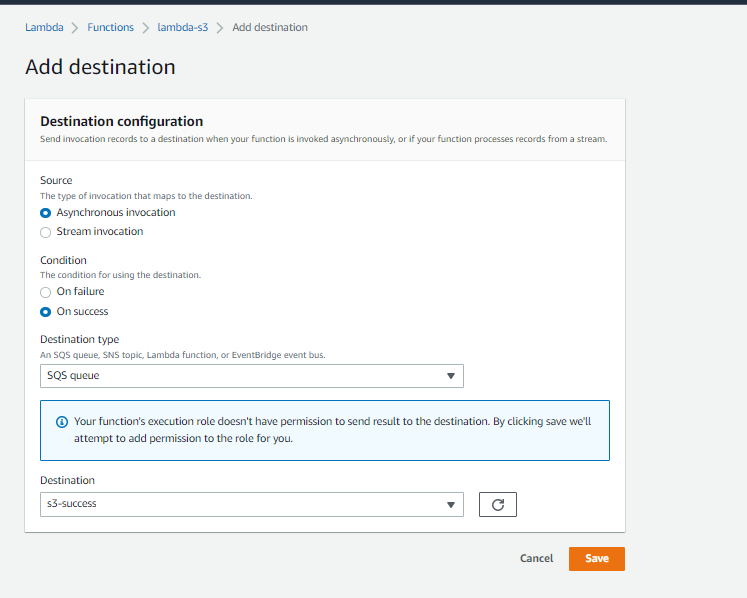 Lambda > Functions > lambda-s3 > Add destination
Add destination
Destination configuration
Send invocation records to a destination when your function is invoked asynchronously, or if your function processes records from a stream.
Source
The type of invocation that maps to the destination.
Asynchronous invocation
Stream invocation
Condition
The condition for using the destination.
On failure
On success
Destination type
An SQS queue, SNS topic, Lambda function, or EventBridge event bus.
SQS queue
Your function's execution role doesn't have permission to send result to the destination. By clicking save we'll
attempt to add permission to the role for you.
Destination
s3-success
Cancel Save